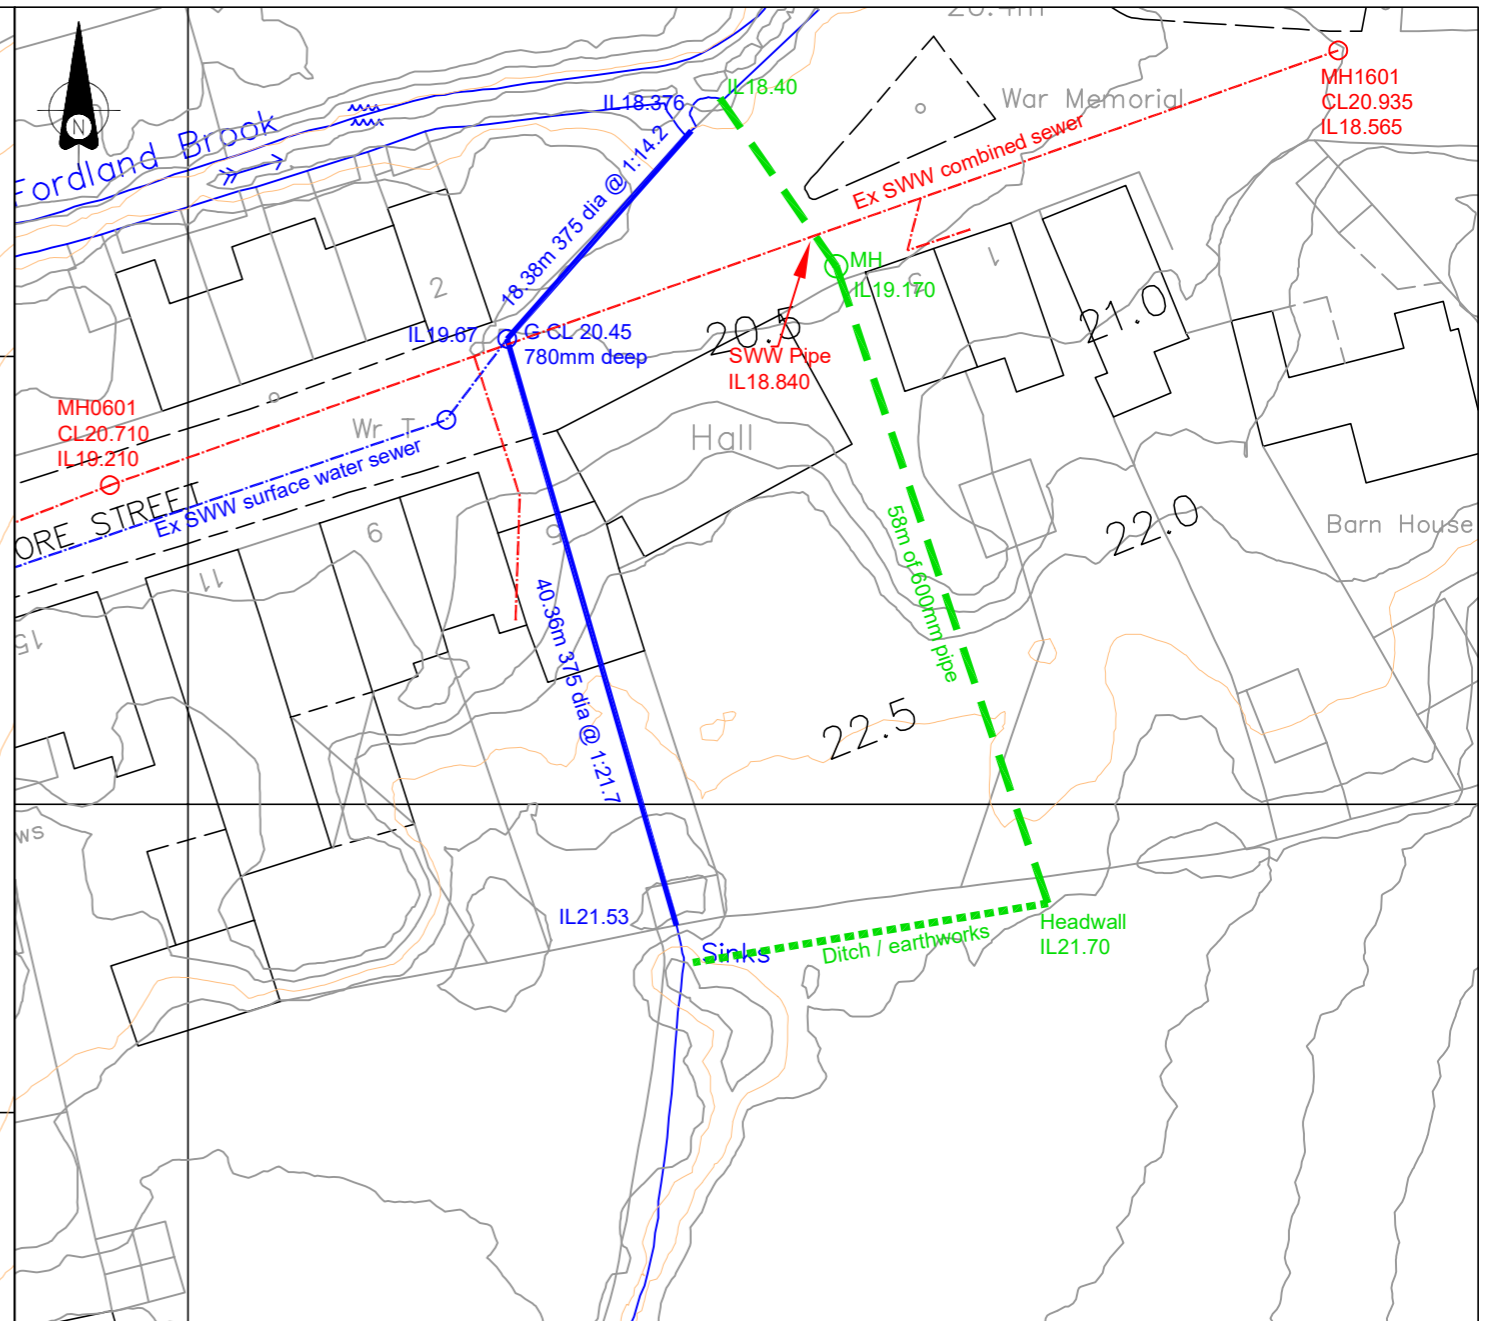 N
Fordland Brook
IL18.376
IL18.40
War Memorial
MH1601
CL20.935
IL18.565
Ex SWW combined sewer
18.38m 375 dia @ 1:14.2
2
MH
IL19.170
3
1
21.0
IL19.67
G CL 20.45
780mm deep
20.5
SWW Pipe
IL18.840
MH0601
CL20.710
IL19.210
Wr T
Hall
Ex SWW surface water sewer
ORE STREET
9
11
15
22.0
Barn House
58m of 600mm pipe
40.36m 375 dia @ 1:21.7
22.5
ws
IL21.53
Sinks
Ditch / earthworks
Headwall
IL21.70